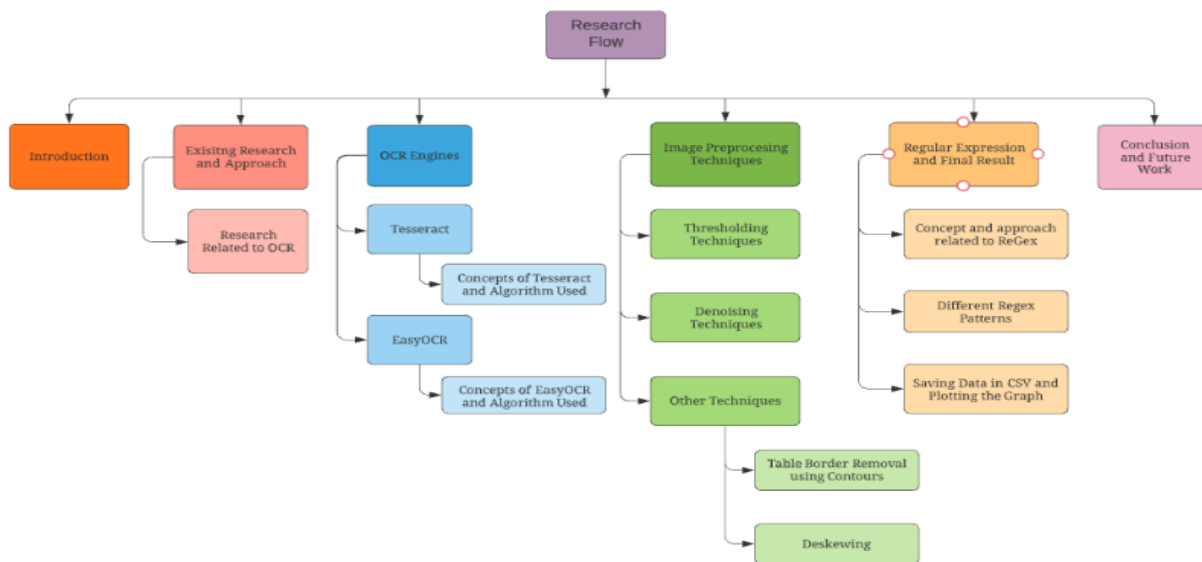 Research
Flow
Introduction
Exisitng Research
and Approach
Research
Related to OCR
OCR Engines
Tesseract
Concepts of Tesseract
and Algorithm Used
EasyOCR
Concepts of EasyOCR
and Algorithm Used
Image Preprocesing
Techniques
Thresholding
Techniques
Denoising
Techniques
Other Techniques
Table Border Removal
using Contours
Deskewing
Regular Expression
and Final Result
Concept and approach
related to ReGex
Different Regex
Patterns
Saving Data in CSV and
Plotting the Graph
Conclusion
and Future
Work